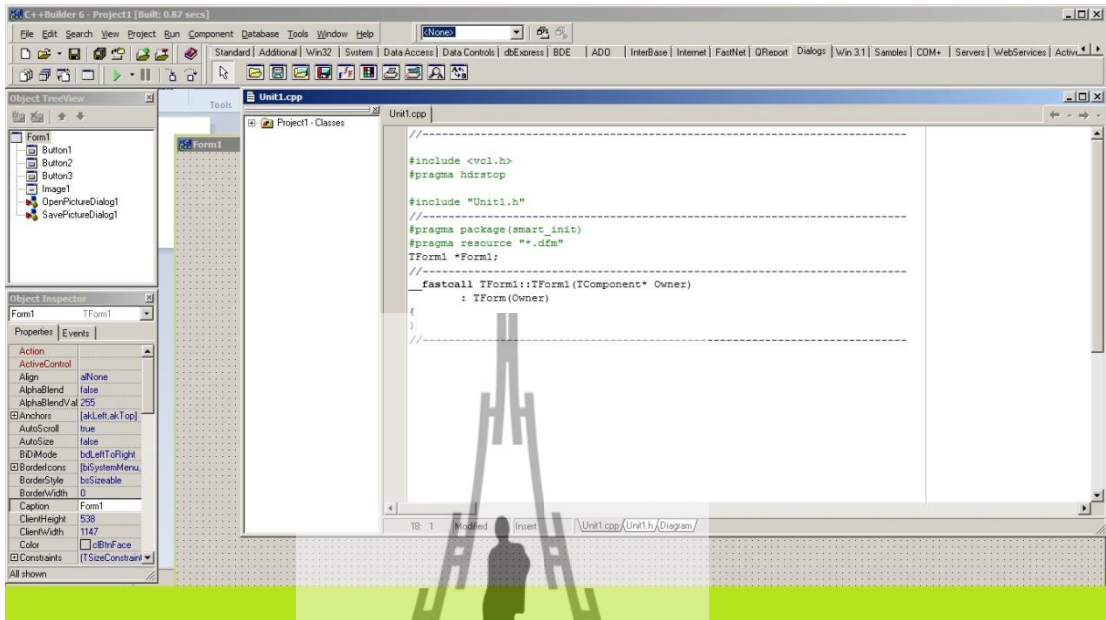 C++Builder 6 - Project1 [Built: 0.87 secs]
File Edit Search View Project Run Component Database Tools Window Help
<None>
Standard Additional Win32 System Data Access Data Controls dbExpress BDE ADO InterBase Internet FastNet QReport Dialogs Win 3.1 Samples COM+ Servers WebServices
Object TreeView
Form1
Button1
Button2
Button3
Image1
OpenPictureDialog1
SavePictureDialog1
Tools
Form1
Unit1.cpp
Project1 - Classes
Unit1.cpp
//---------------------------------------------------------------------------
#include <vcl.h>
#pragma hdrstop
#include "Unit1.h"
//---------------------------------------------------------------------------
#pragma package(smart_init)
#pragma resource "*.dfm"
TForm1 *Form1;
//---------------------------------------------------------------------------
__fastcall TForm1::TForm1(TComponent* Owner)
: TForm(Owner)
{
}
//---------------------------------------------------------------------------
18: 1 Modified Insert Unit1.cpp Unit1.h Diagram
Object Inspector
Form1 TForm1
Properties Events
Action
ActiveControl
Align alNone
AlphaBlend false
AlphaBlendVal 255
Anchors [akLeft,akTop]
AutoScroll true
AutoSize false
BiDiMode bdLeftToRight
BorderIcons [biSystemMenu,
BorderStyle bsSizeable
BorderWidth 0
Caption Form1
ClientHeight 538
ClientWidth 1147
Color clBtnFace
Constraints (TSizeConstraint
All shown